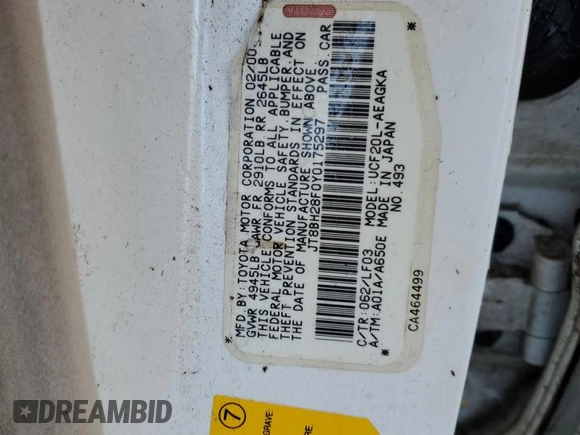 MFD. BY: TOYOTA MOTOR CORPORATION 02/00
GVWR 4945LB GAWR FR 2910LB RR 2645LB
THIS VEHICLE CONFORMS TO ALL APPLICABLE
FEDERAL MOTOR VEHICLE SAFETY, BUMPER, AND
THEFT PREVENTION STANDARDS IN EFFECT ON
THE DATE OF MANUFACTURE SHOWN ABOVE.
* JT8BH28F0Y0175297 PASS. CAR *
C/TR: 062/LF03 MODEL: UCF20L-AEAGKA
A/TM: A01A/A650E MADE IN JAPAN
NO. 493
CA464499
7
DREAMBID